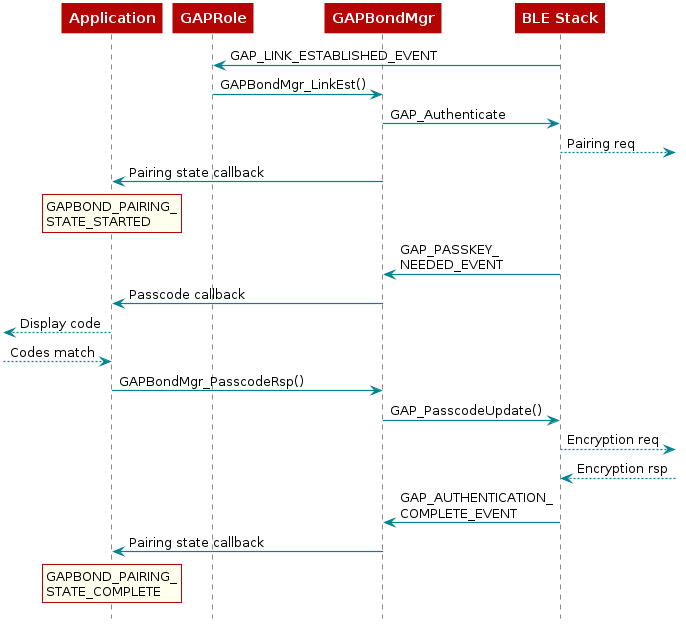 Application GAPRole GAPBondMgr BLE Stack
GAP_LINK_ESTABLISHED_EVENT
GAPBondMgr_LinkEst()
GAP_Authenticate
Pairing req
Pairing state callback
GAPBOND_PAIRING_
STATE_STARTED
GAP_PASSKEY_
NEEDED_EVENT
Passcode callback
Display code
Codes match
GAPBondMgr_PasscodeRsp()
GAP_PasscodeUpdate()
Encryption req
Encryption rsp
GAP_AUTHENTICATION_
COMPLETE_EVENT
Pairing state callback
GAPBOND_PAIRING_
STATE_COMPLETE